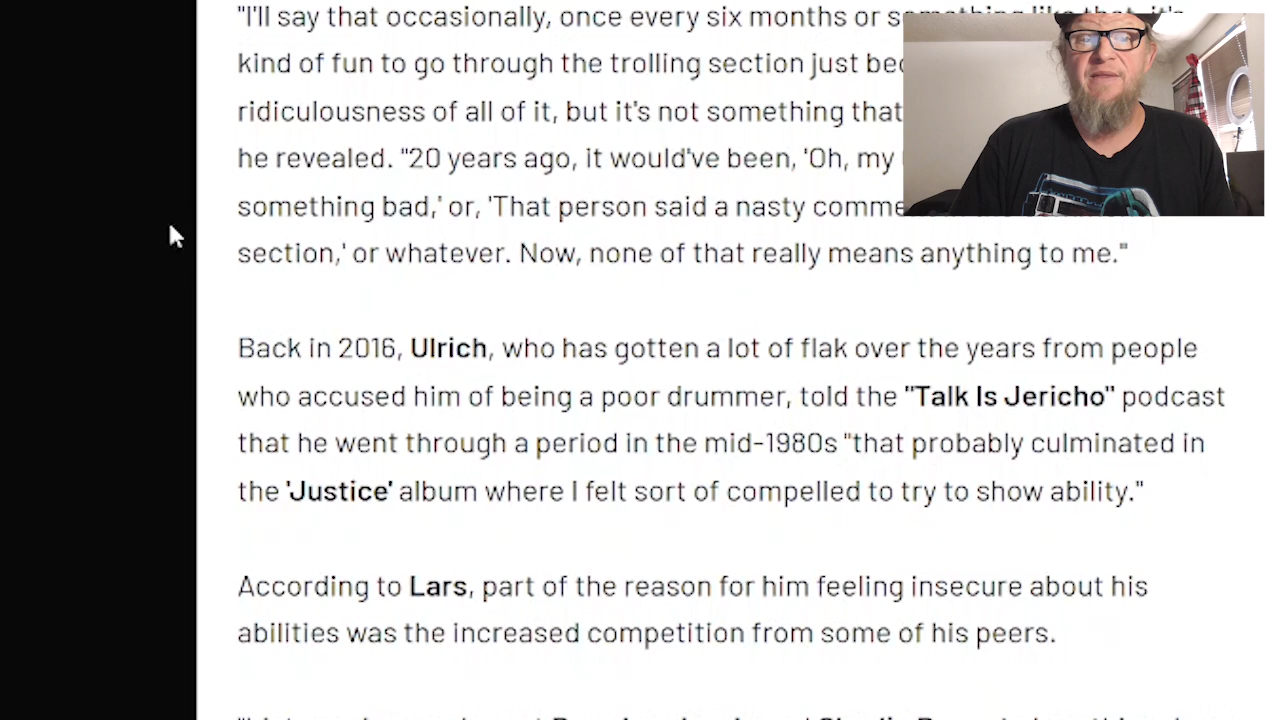 "I'll say that occasionally, once every six months or something like that, it's
kind of fun to go through the trolling section just
ridiculousness of all of it, but it's not something that
he revealed. "20 years ago, it would've been, 'Oh, my
something bad,' or, 'That person said a nasty
section,' or whatever. Now, none of that really means anything to me."
Back in 2016, Ulrich, who has gotten a lot of flak over the years from people
who accused him of being a poor drummer, told the "Talk Is Jericho" podcast
that he went through a period in the mid-1980s "that probably culminated in
the 'Justice' album where I felt sort of compelled to try to show ability."
According to Lars, part of the reason for him feeling insecure about his
abilities was the increased competition from some of his peers.